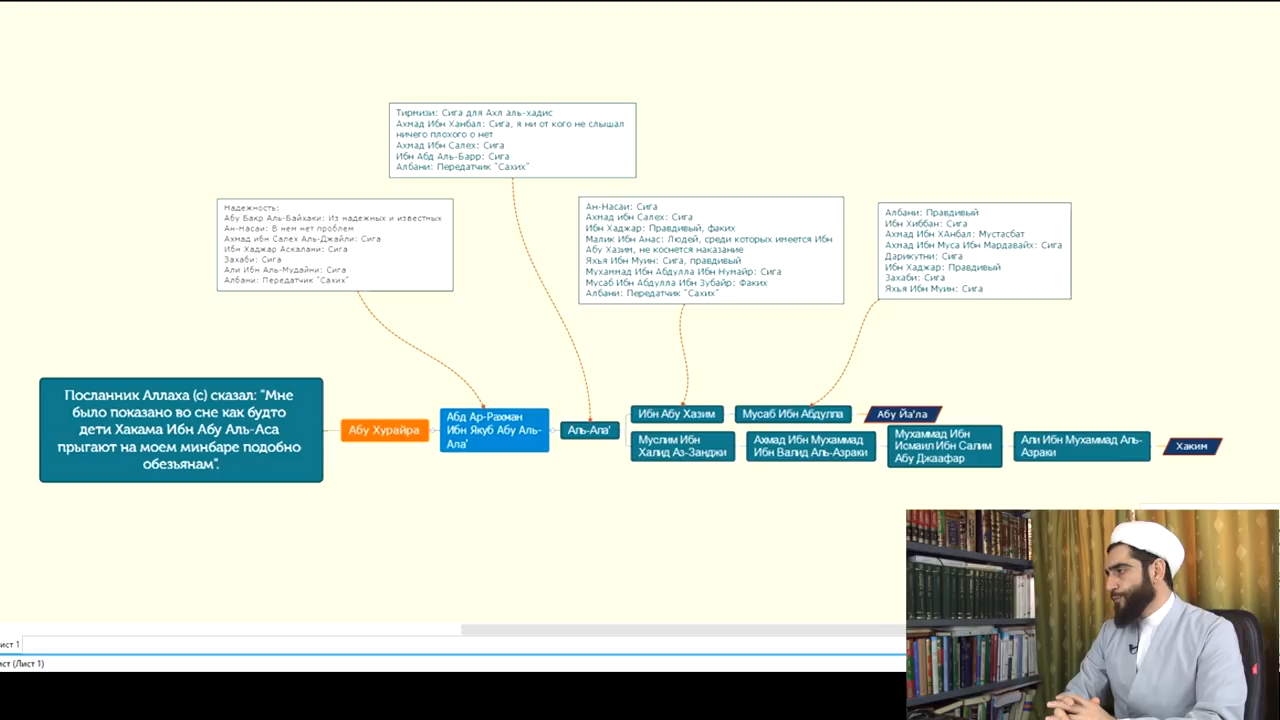 Тирмизи: Сига для Ахл аль-хадис
Ахмад Ибн Ханбал: Сига, я ни от кого не слышал
ничего плохого о нет
Ахмад Ибн Салех: Сига
Ибн Абд Аль-Барр: Сига
Албани: Передатчик "Сахих"
Надежность:
Абу Бакр Аль-Байхаки: Из надежных и известных
Ан-Насаи: В нем нет проблем
Ахмад ибн Салех Аль-Джайли: Сига
Ибн Хаджар Аскалани: Сига
Захаби: Сига
Али Ибн Аль-Мудайни: Сига
Албани: Передатчик "Сахих"
Ан-Насаи: Сига
Ахмад ибн Салех: Сига
Ибн Хаджар: Правдивый, факих
Малик Ибн Анас: Людей, среди которых имеется Ибн
Абу Хазим, не коснется наказание
Яхья Ибн Муин: Сига, правдивый
Мухаммад Ибн Абдулла Ибн Нумайр: Сига
Мусаб Ибн Абдулла Ибн Зубайр: Факих
Албани: Передатчик "Сахих"
Албани: Правдивый
Ибн Хиббан: Сига
Ахмад Ибн ХАнбал: Мустасбат
Ахмад Ибн Муса Ибн Мардавайх: Сига
Дарикутни: Сига
Ибн Хаджар: Правдивый
Захаби: Сига
Яхья Ибн Муин: Сига
Посланник Аллаха (с) сказал: "Мне
было показано во сне как будто
дети Хакама Ибн Абу Аль-Аса
прыгают на моем минбаре подобно
обезьянам".
Абу Хурайра
Абд Ар-Рахман
Ибн Якуб Абу Аль-
Ала'
Аль-Ала'
Ибн Абу Хазим
Мусаб Ибн Абдулла
Абу Йа'ла
Муслим Ибн
Халид Аз-Занджи
Ахмад Ибн Мухаммад
Ибн Валид Аль-Азраки
Мухаммад Ибн
Исмаил Ибн Салим
Абу Джаафар
Али Ибн Мухаммад Аль-
Азраки
Хаким
ист 1
ст (Лист 1)